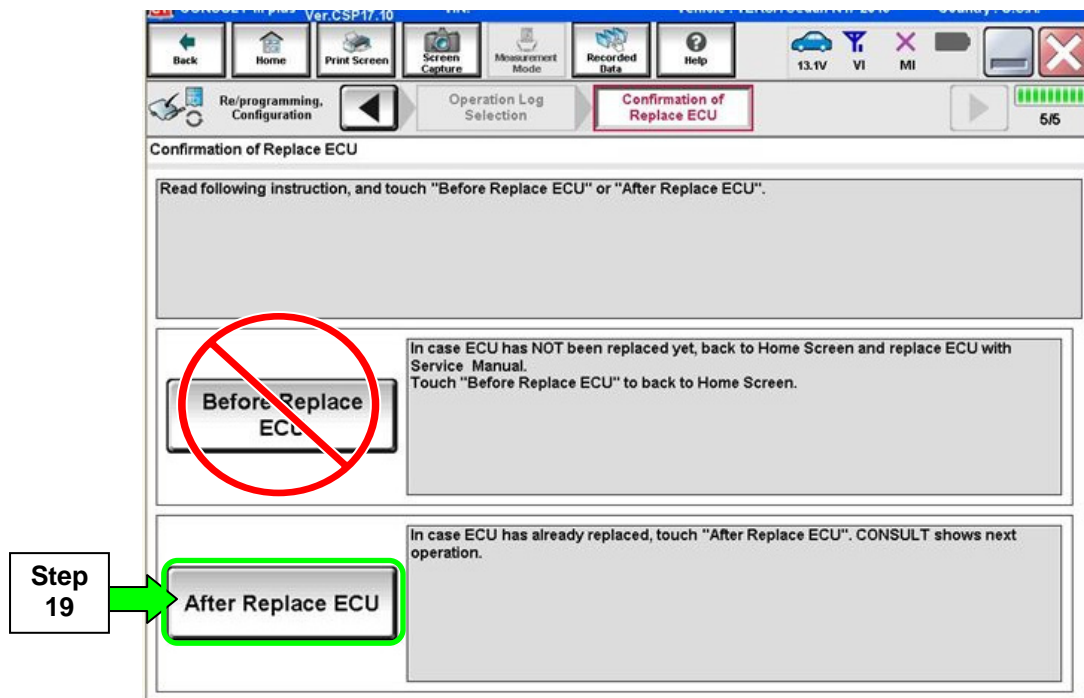 Ver.CSP17.10
Back
Home
Print Screen
Screen
Capture
Measurement
Mode
Recorded
Data
Help
13.1V
VI
MI
Re/programming,
Configuration
Operation Log
Selection
Confirmation of
Replace ECU
5/5
Confirmation of Replace ECU
Read following instruction, and touch "Before Replace ECU" or "After Replace ECU".
Before Replace
ECU
In case ECU has NOT been replaced yet, back to Home Screen and replace ECU with
Service Manual.
Touch "Before Replace ECU" to back to Home Screen.
Step
19
After Replace ECU
In case ECU has already replaced, touch "After Replace ECU". CONSULT shows next
operation.